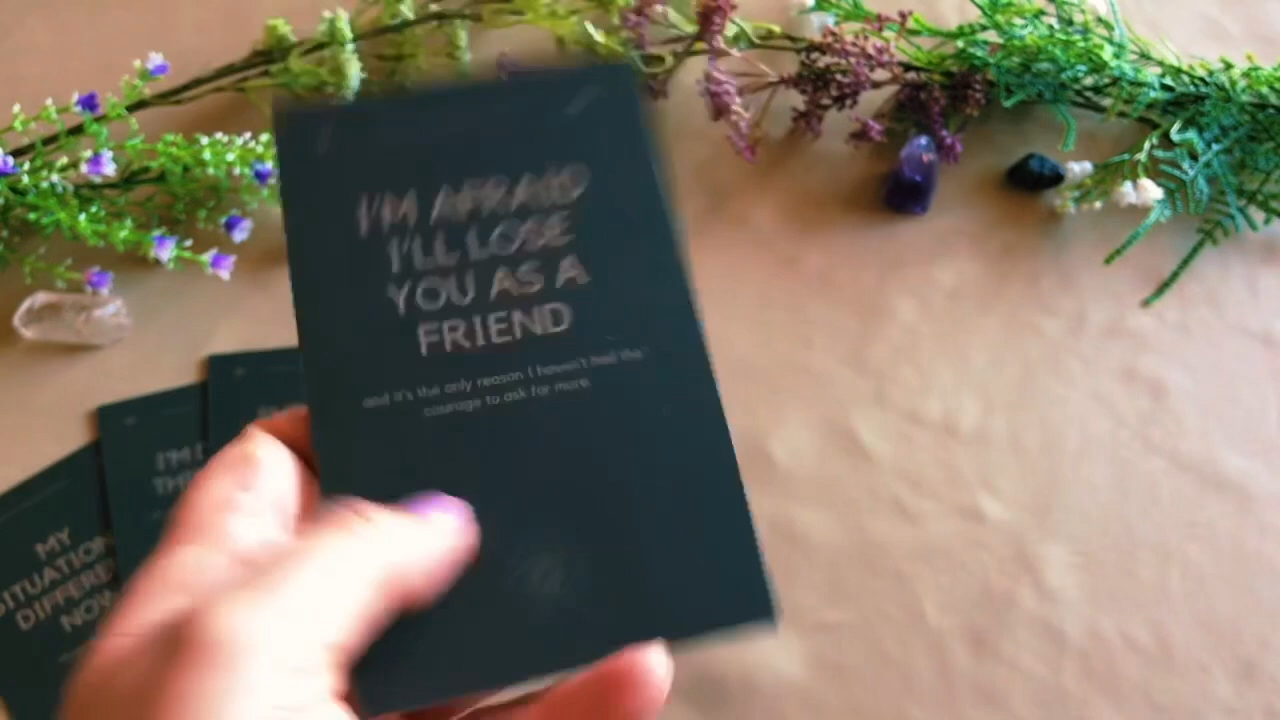 I'M AFRAID
I'LL LOSE
YOU AS A
FRIEND
and it's the only reason I haven't had the
courage to ask for more.
I'M
MY
SITUATION
DIFFERE
NOW